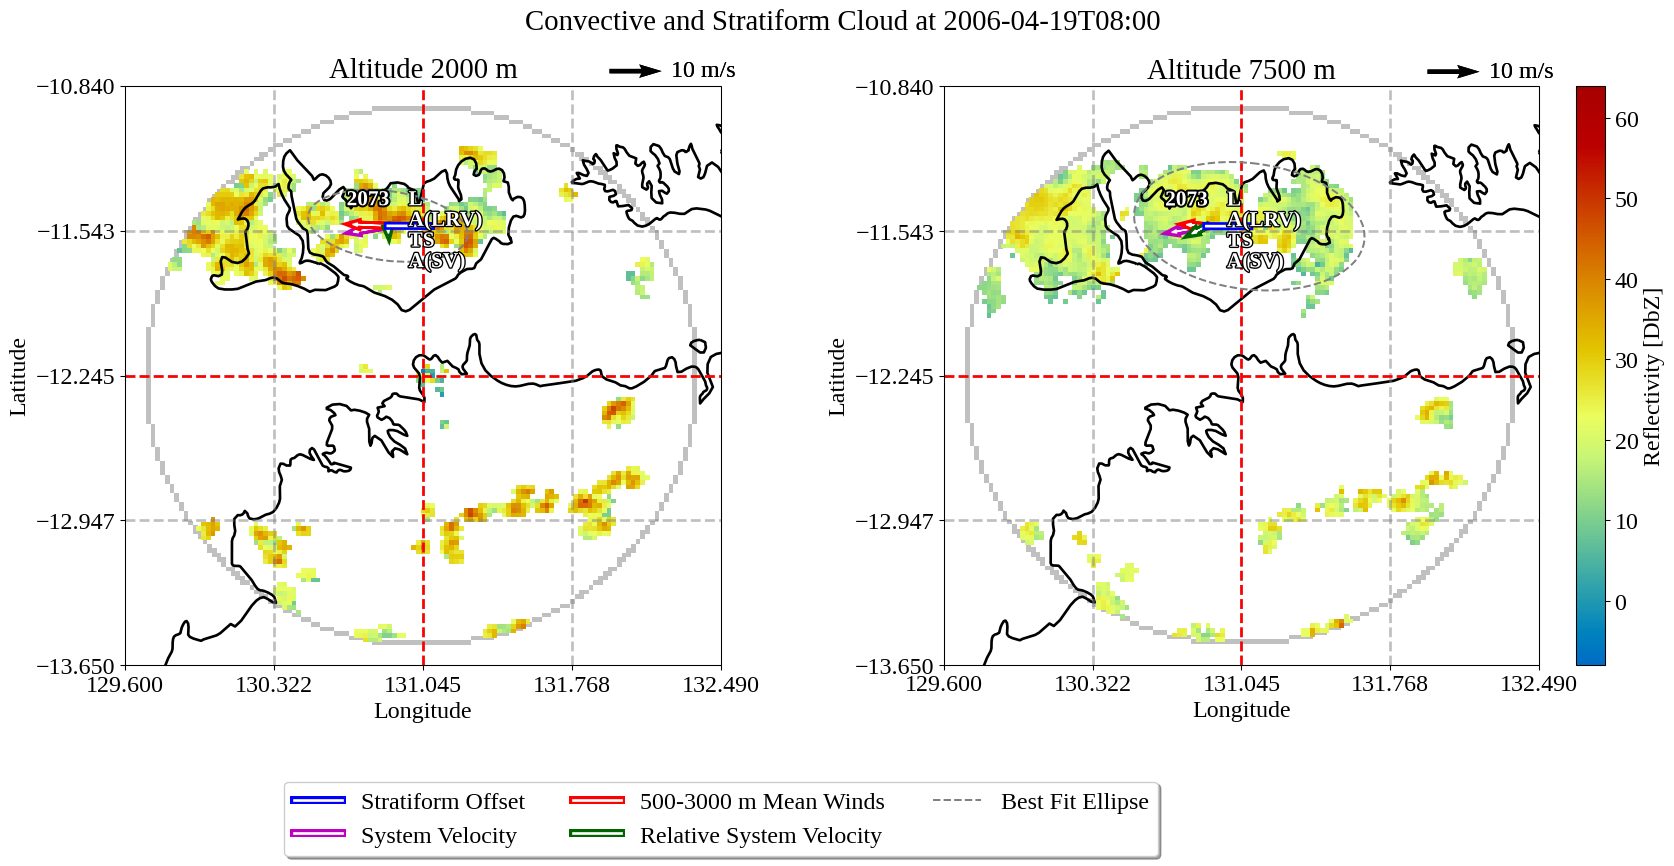 Convective and Stratiform Cloud at 2006-04-19T08:00
Altitude 2000 m
10 m/s
−10.840
−11.543
−12.245
−12.947
−13.650
129.600
130.322
131.045
131.768
132.490
Latitude
Longitude
2073
L
A(LRV)
TS
A(SV)
Altitude 7500 m
10 m/s
−10.840
−11.543
−12.245
−12.947
−13.650
129.600
130.322
131.045
131.768
132.490
Latitude
Longitude
2073
L
A(LRV)
TS
A(SV)
60
50
40
30
20
10
0
Reflectivity [DbZ]
Stratiform Offset
System Velocity
500-3000 m Mean Winds
Relative System Velocity
Best Fit Ellipse